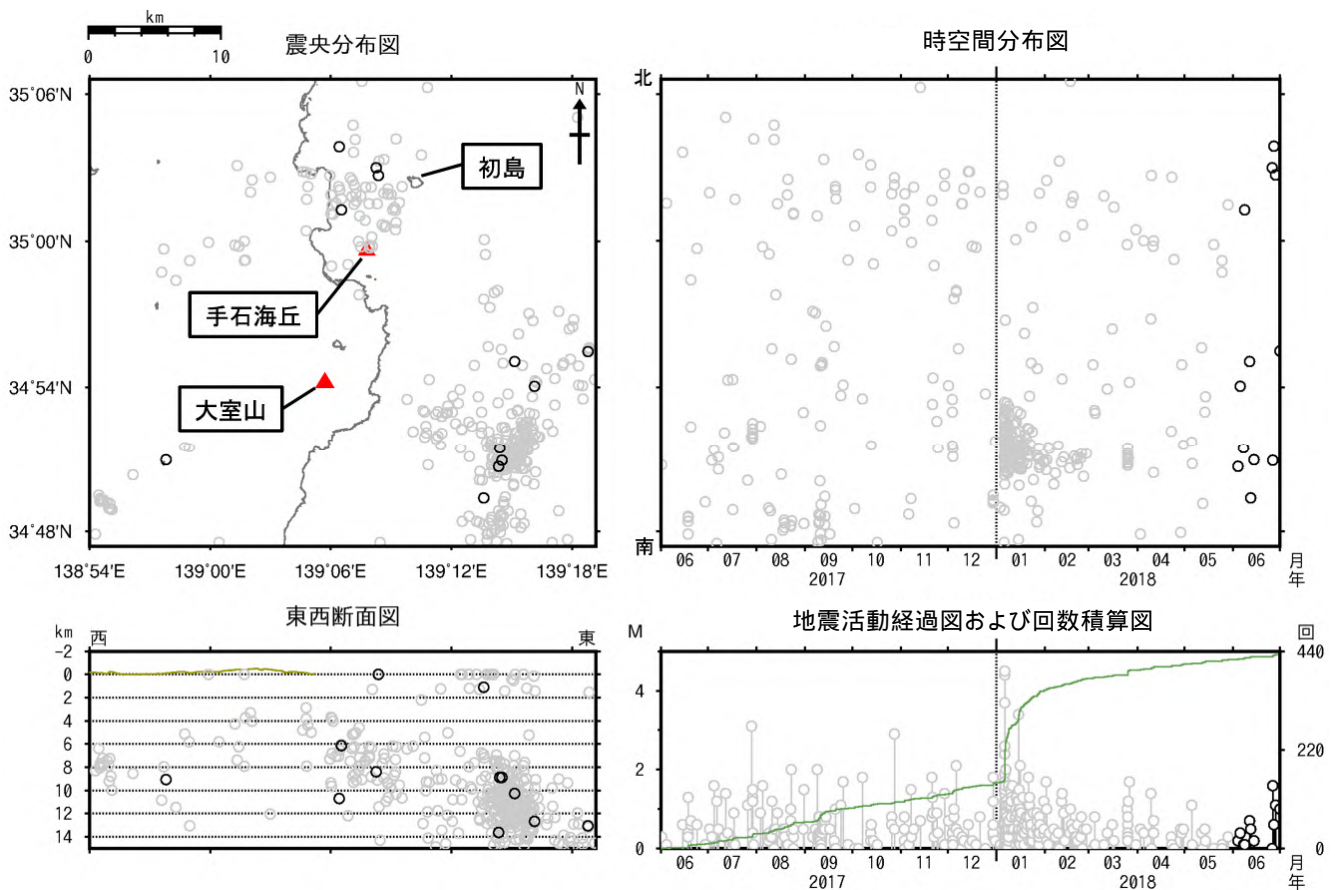 km
0 10
震央分布図
35°06'N
35°00'N
34°54'N
34°48'N
138°54'E 139°00'E 139°06'E 139°12'E 139°18'E
N
初島
手石海丘
大室山
時空間分布図
北
南
06 07 08 09 10 11 12 01 02 03 04 05 06 月
2017 2018 年
東西断面図
km 西 東
-2
0
2
4
6
8
10
12
14
地震活動経過図および回数積算図
M 回
4
2
0
440
220
0
06 07 08 09 10 11 12 01 02 03 04 05 06 月
2017 2018 年